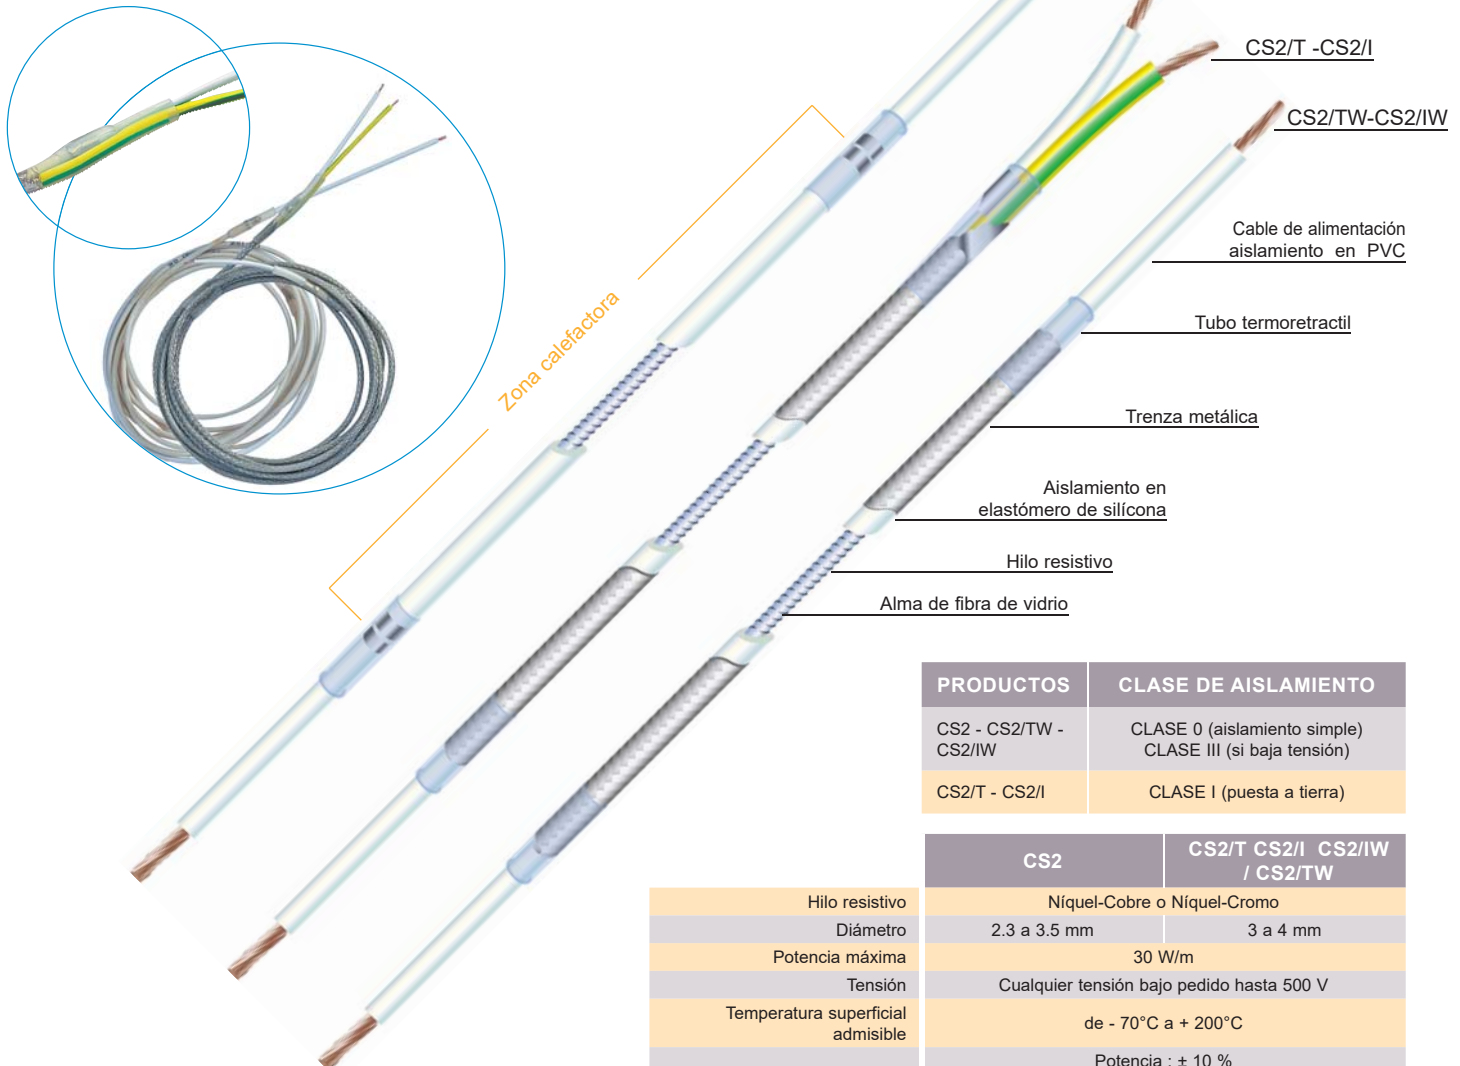 CS2/T -CS2/I
CS2/TW-CS2/IW
Cable de alimentación
aislamiento en PVC
Tubo termoretractil
Zona calefactora
Trenza metálica
Aislamiento en
elastómero de silícona
Hilo resistivo
Alma de fibra de vidrio
PRODUCTOS CLASE DE AISLAMIENTO
CS2 - CS2/TW - CLASE 0 (aislamiento simple)
CS2/IW CLASE III (si baja tensión)
CS2/T - CS2/I CLASE I (puesta a tierra)
CS2 CS2/T CS2/I CS2/IW
/ CS2/TW
Hilo resistivo Níquel-Cobre o Níquel-Cromo
Diámetro 2.3 a 3.5 mm 3 a 4 mm
Potencia máxima 30 W/m
Tensión Cualquier tensión bajo pedido hasta 500 V
Temperatura superficial
admisible de - 70°C a + 200°C
Potencia : ± 10 %